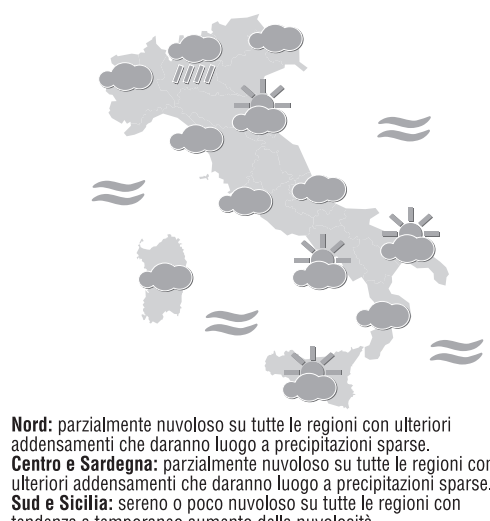 Nord: parzialmente nuvoloso su tutte le regioni con ulteriori
addensamenti che daranno luogo a precipitazioni sparse.
Centro e Sardegna: parzialmente nuvoloso su tutte le regioni con
ulteriori addensamenti che daranno luogo a precipitazioni sparse.
Sud e Sicilia: sereno o poco nuvoloso su tutte le regioni con
tendenza a temporaneo aumento della nuvolosità